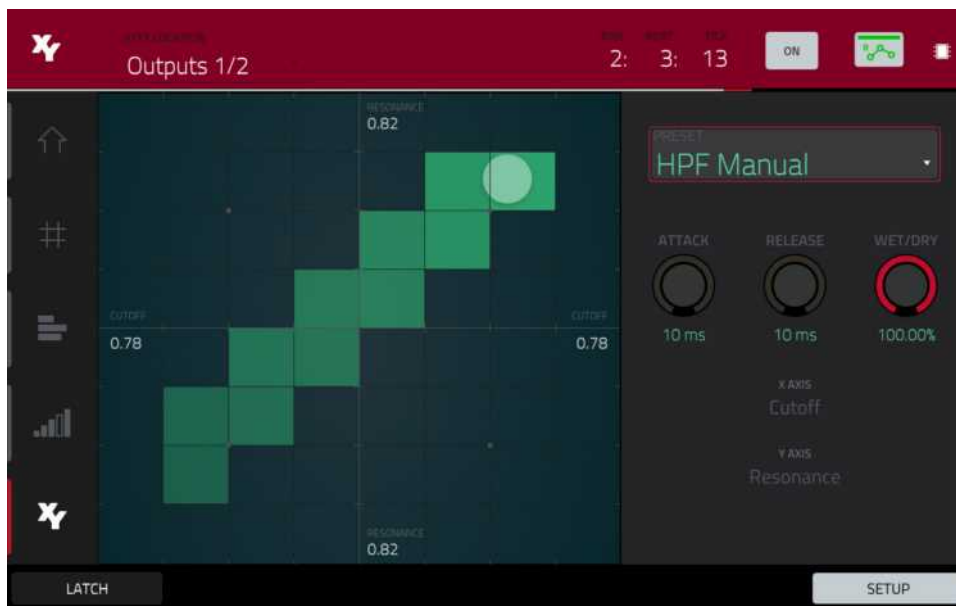 XY
Outputs 1/2
2: 3: 13
ON
RESONANCE
0.82
PRESET
HPF Manual
ATTACK RELEASE WET/DRY
CUTOFF CUTOFF
0.78 0.78
10 ms 10 ms 100.00%
X AXIS
Cutoff
Y AXIS
Resonance
XY
RESONANCE
0.82
LATCH SETUP